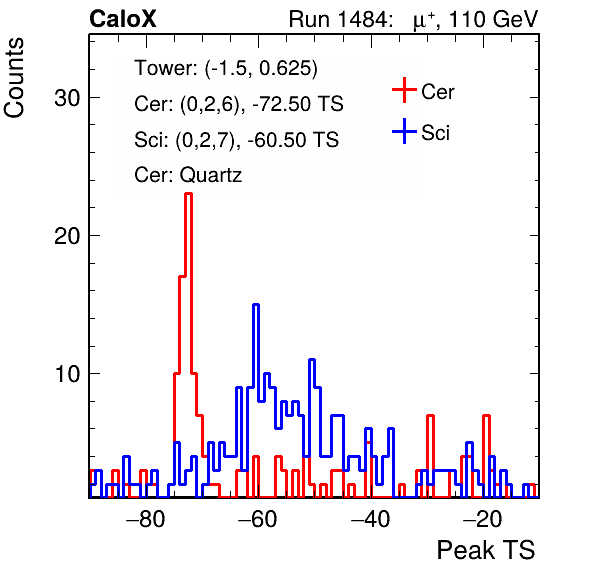 CaloX Run 1484: μ⁺, 110 GeV
Counts
Tower: (-1.5, 0.625)
Cer: (0,2,6), -72.50 TS
Sci: (0,2,7), -60.50 TS
Cer: Quartz
Cer
Sci
30
20
10
−80 −60 −40 −20
Peak TS